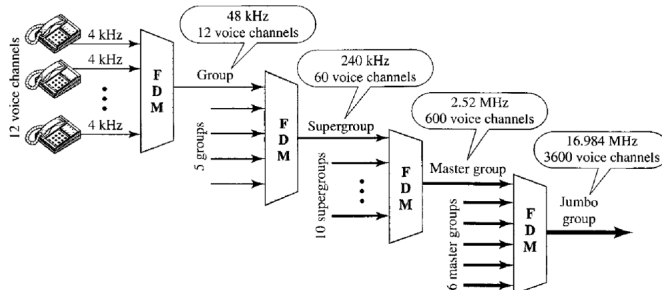 48 kHz
12 voice channels
12 voice channels
4 kHz
4 kHz
4 kHz
F
D
M
Group
240 kHz
60 voice channels
5 groups
F
D
M
Supergroup
2.52 MHz
600 voice channels
10 supergroups
F
D
M
Master group
16.984 MHz
3600 voice channels
6 master groups
F
D
M
Jumbo
group